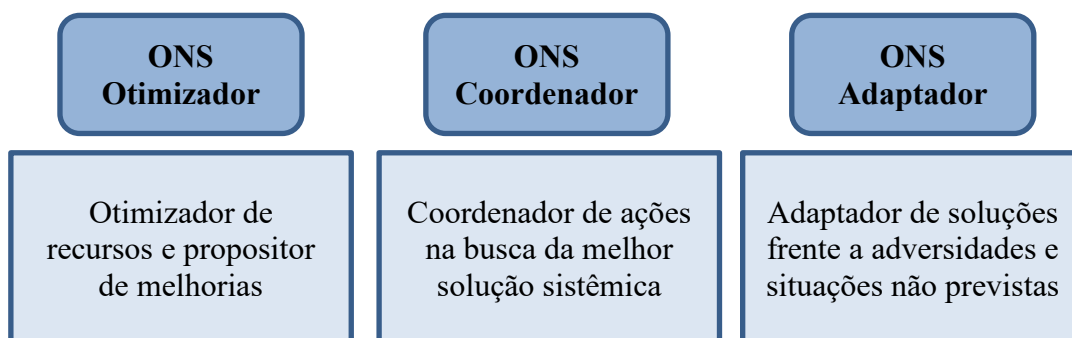 ONS
Otimizador
ONS
Coordenador
ONS
Adaptador
Otimizador de
recursos e propositor
de melhorias
Coordenador de ações
na busca da melhor
solução sistêmica
Adaptador de soluções
frente a adversidades e
situações não previstas